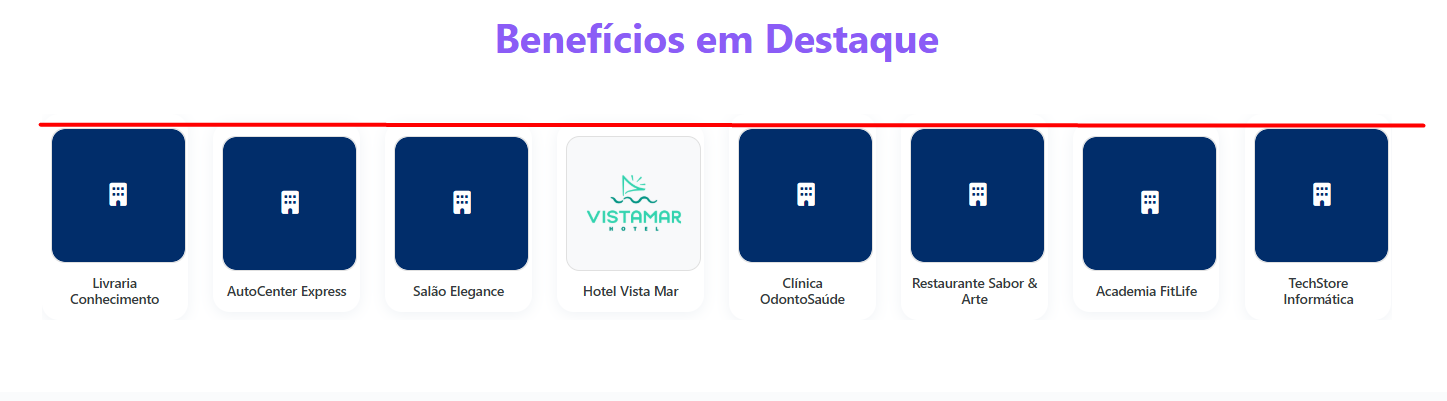 Benefícios em Destaque
VISTAMAR
HOTEL
Livraria
Conhecimento
AutoCenter Express
Salão Elegance
Hotel Vista Mar
Clínica
OdontoSaúde
Restaurante Sabor &
Arte
Academia FitLife
TechStore
Informática